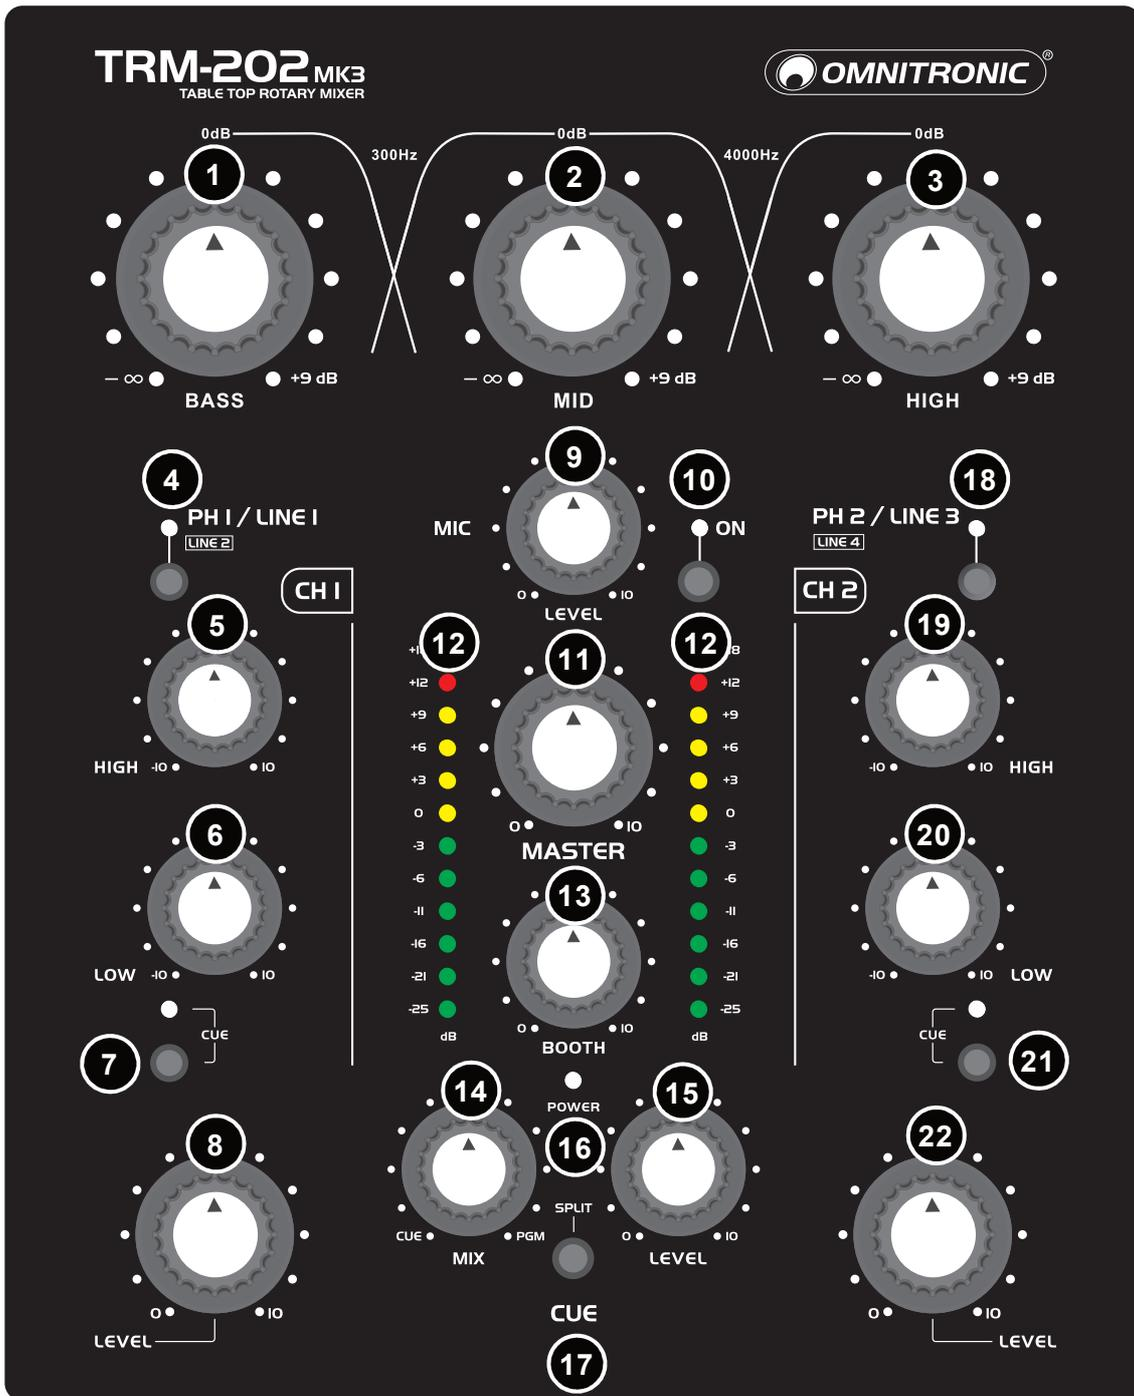 TRM-202 MK3
TABLE TOP ROTARY MIXER
OMNITRONIC ®
0dB 300Hz 0dB 4000Hz 0dB
1 2 3
– ∞ +9 dB – ∞ +9 dB – ∞ +9 dB
BASS MID HIGH
4 9 10 18
PH 1 / LINE 1
LINE 2
MIC ON
PH 2 / LINE 3
LINE 4
0 10
LEVEL
CH 1 CH 2
5 12 11 12 19
+12 +12
+9 +9
+6 +6
+3 +3
0 0
-3 -3
-6 -6
-11 -11
-16 -16
-21 -21
-25 -25
dB dB
HIGH -10 10
0 10
MASTER
-10 10 HIGH
6 13 20
LOW -10 10
0 10
BOOTH
-10 10 LOW
CUE CUE
7 14 15 21
POWER
8 16 22
SPLIT
CUE PGM
MIX
0 10
LEVEL
0 10
LEVEL
CUE
17
0 10
LEVEL